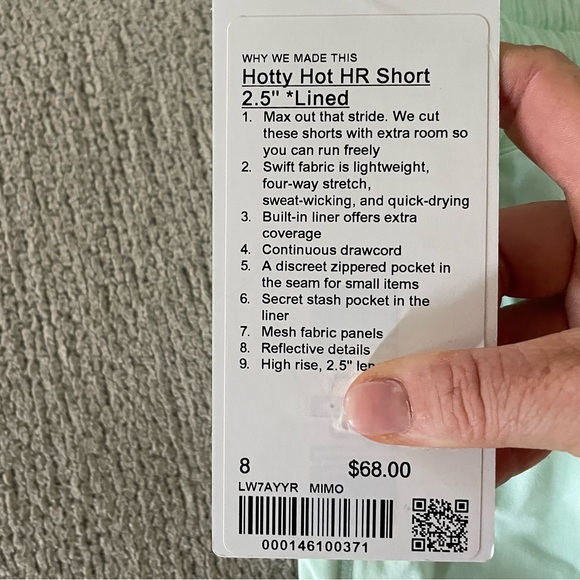 WHY WE MADE THIS
Hotty Hot HR Short
2.5" *Lined
1. Max out that stride. We cut
these shorts with extra room so
you can run freely
2. Swift fabric is lightweight,
four-way stretch,
sweat-wicking, and quick-drying
3. Built-in liner offers extra
coverage
4. Continuous drawcord
5. A discreet zippered pocket in
the seam for small items
6. Secret stash pocket in the
liner
7. Mesh fabric panels
8. Reflective details
9. High rise, 2.5"
8 $68.00
LW7AYYR MIMO
000146100371